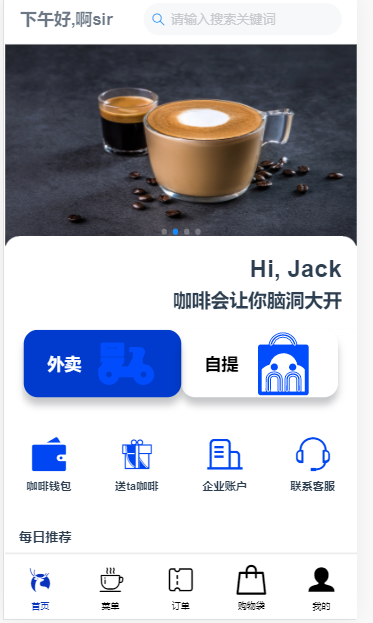 下午好,啊sir
请输入搜索关键词
Hi, Jack
咖啡会让你脑洞大开
外卖
自提
咖啡钱包
送ta咖啡
企业账户
联系客服
每日推荐
首页
菜单
订单
购物袋
我的